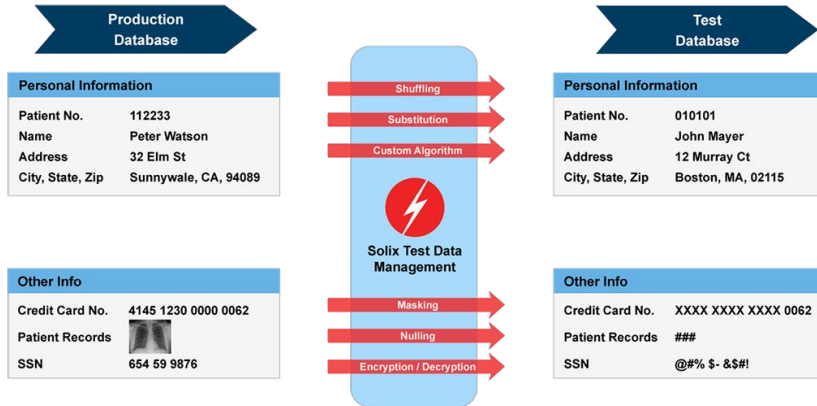 Production
Database
Test
Database
Personal Information
Patient No. 112233
Name Peter Watson
Address 32 Elm St
City, State, Zip Sunnywale, CA, 94089
Other Info
Credit Card No. 4145 1230 0000 0062
Patient Records
SSN 654 59 9876
Shuffling
Substitution
Custom Algorithm
Solix Test Data
Management
Masking
Nulling
Encryption / Decryption
Personal Information
Patient No. 010101
Name John Mayer
Address 12 Murray Ct
City, State, Zip Boston, MA, 02115
Other Info
Credit Card No. XXXX XXXX XXXX 0062
Patient Records ###
SSN @#% $- &$#!